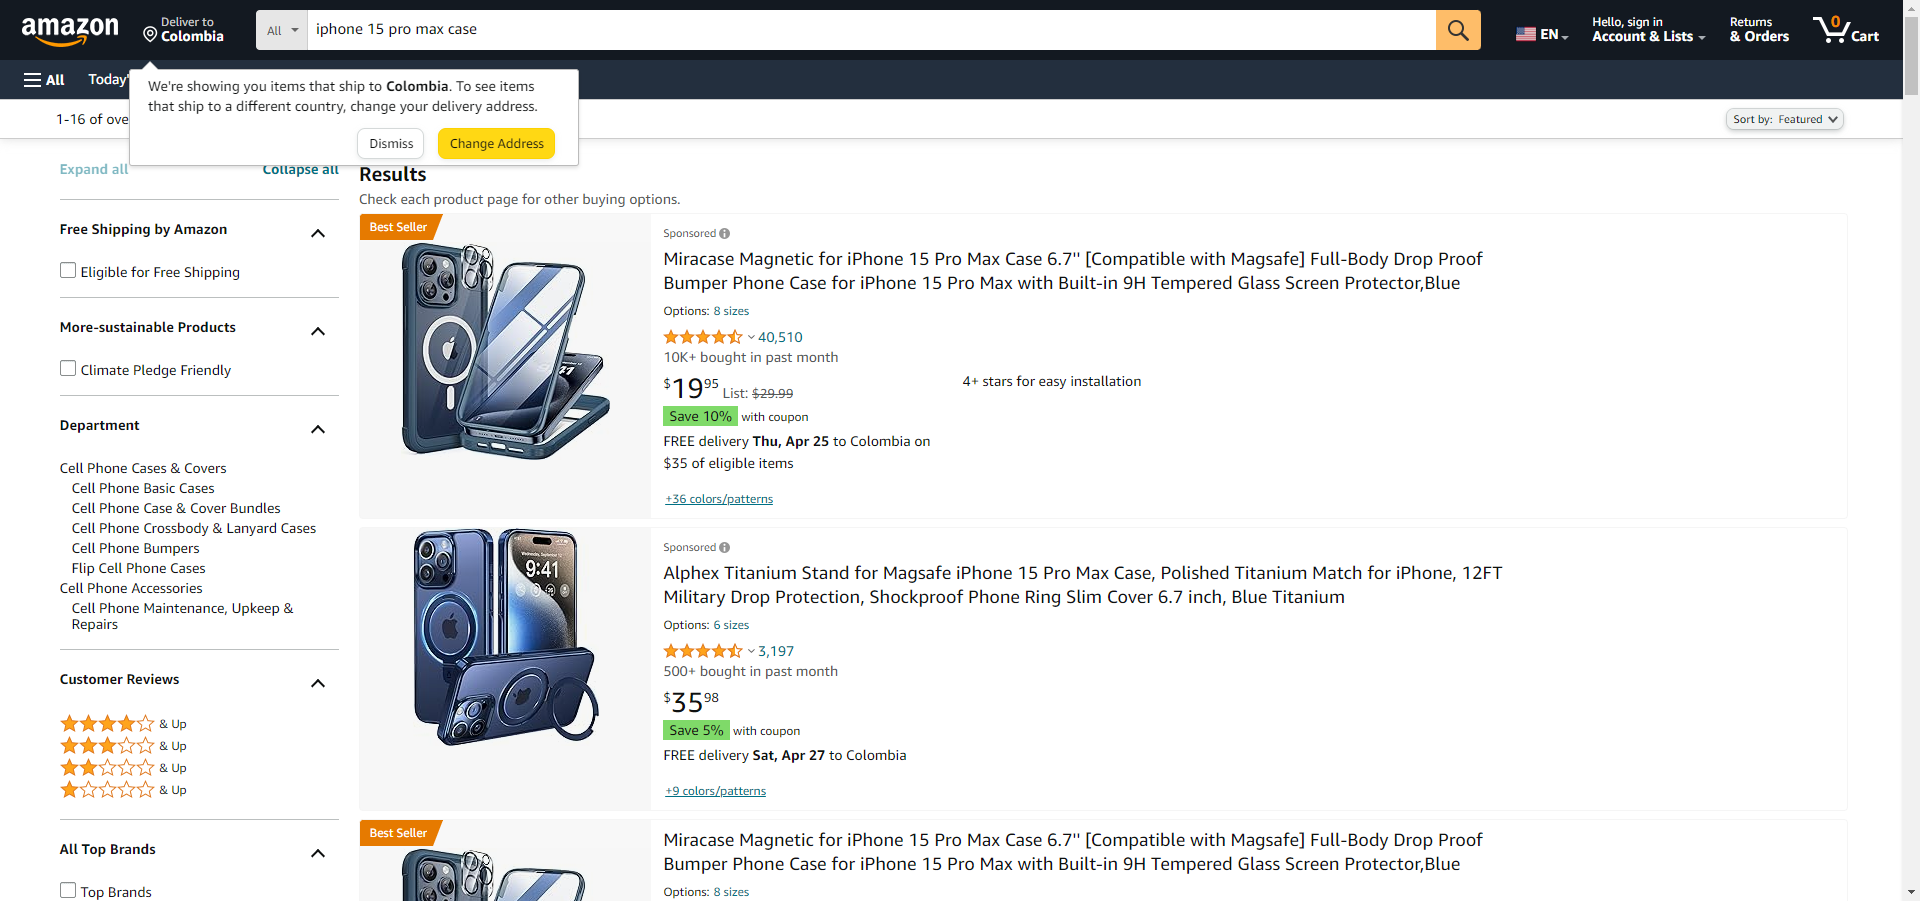 amazon
Deliver to
Colombia
All
iphone 15 pro max case
EN
Hello, sign in
Account & Lists
Returns
& Orders
0
Cart
All
Today'
We're showing you items that ship to Colombia. To see items
that ship to a different country, change your delivery address.
Dismiss
Change Address
1-16 of ove
Sort by: Featured
Expand all
Collapse all
Free Shipping by Amazon
Eligible for Free Shipping
More-sustainable Products
Climate Pledge Friendly
Department
Cell Phone Cases & Covers
Cell Phone Basic Cases
Cell Phone Case & Cover Bundles
Cell Phone Crossbody & Lanyard Cases
Cell Phone Bumpers
Flip Cell Phone Cases
Cell Phone Accessories
Cell Phone Maintenance, Upkeep &
Repairs
Customer Reviews
& Up
& Up
& Up
& Up
All Top Brands
Top Brands
Results
Check each product page for other buying options.
Best Seller
Sponsored
Miracase Magnetic for iPhone 15 Pro Max Case 6.7'' [Compatible with Magsafe] Full-Body Drop Proof
Bumper Phone Case for iPhone 15 Pro Max with Built-in 9H Tempered Glass Screen Protector,Blue
Options: 8 sizes
40,510
10K+ bought in past month
$19.95 List: $29.99
4+ stars for easy installation
Save 10% with coupon
FREE delivery Thu, Apr 25 to Colombia on
$35 of eligible items
+36 colors/patterns
9:41
Sponsored
Alphex Titanium Stand for Magsafe iPhone 15 Pro Max Case, Polished Titanium Match for iPhone, 12FT
Military Drop Protection, Shockproof Phone Ring Slim Cover 6.7 inch, Blue Titanium
Options: 6 sizes
3,197
500+ bought in past month
$35.98
Save 5% with coupon
FREE delivery Sat, Apr 27 to Colombia
+9 colors/patterns
Best Seller
Miracase Magnetic for iPhone 15 Pro Max Case 6.7'' [Compatible with Magsafe] Full-Body Drop Proof
Bumper Phone Case for iPhone 15 Pro Max with Built-in 9H Tempered Glass Screen Protector,Blue
Options: 8 sizes